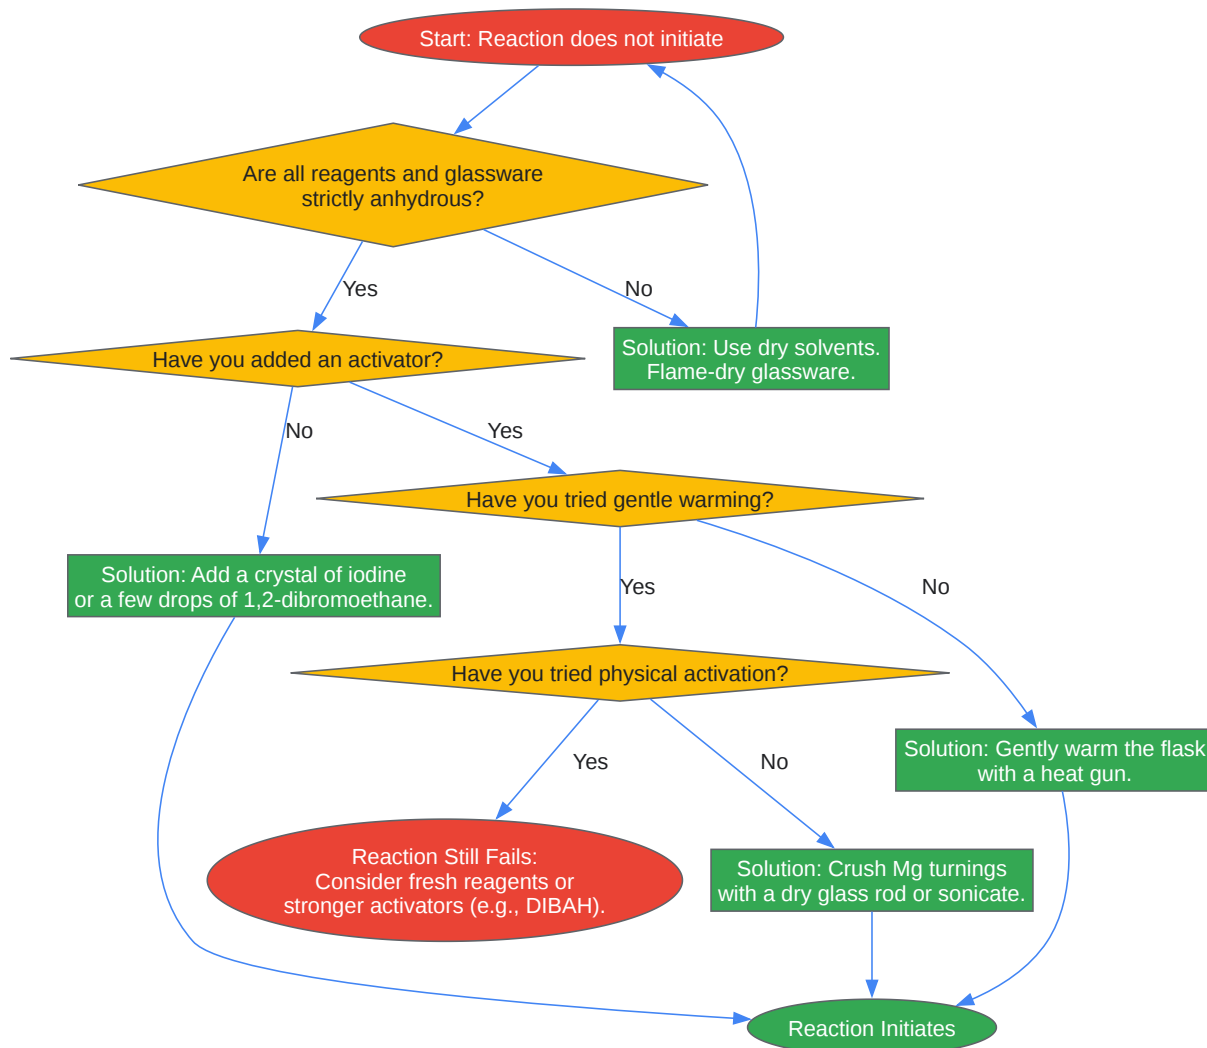 Start: Reaction does not initiate
Are all reagents and glassware
strictly anhydrous?
Yes
No
Solution: Use dry solvents.
Flame-dry glassware.
Have you added an activator?
No
Yes
Have you tried gentle warming?
Solution: Add a crystal of iodine
or a few drops of 1,2-dibromoethane.
Yes
No
Have you tried physical activation?
Solution: Gently warm the flask
with a heat gun.
Yes
No
Reaction Still Fails:
Consider fresh reagents or
stronger activators (e.g., DIBAH).
Solution: Crush Mg turnings
with a dry glass rod or sonicate.
Reaction Initiates